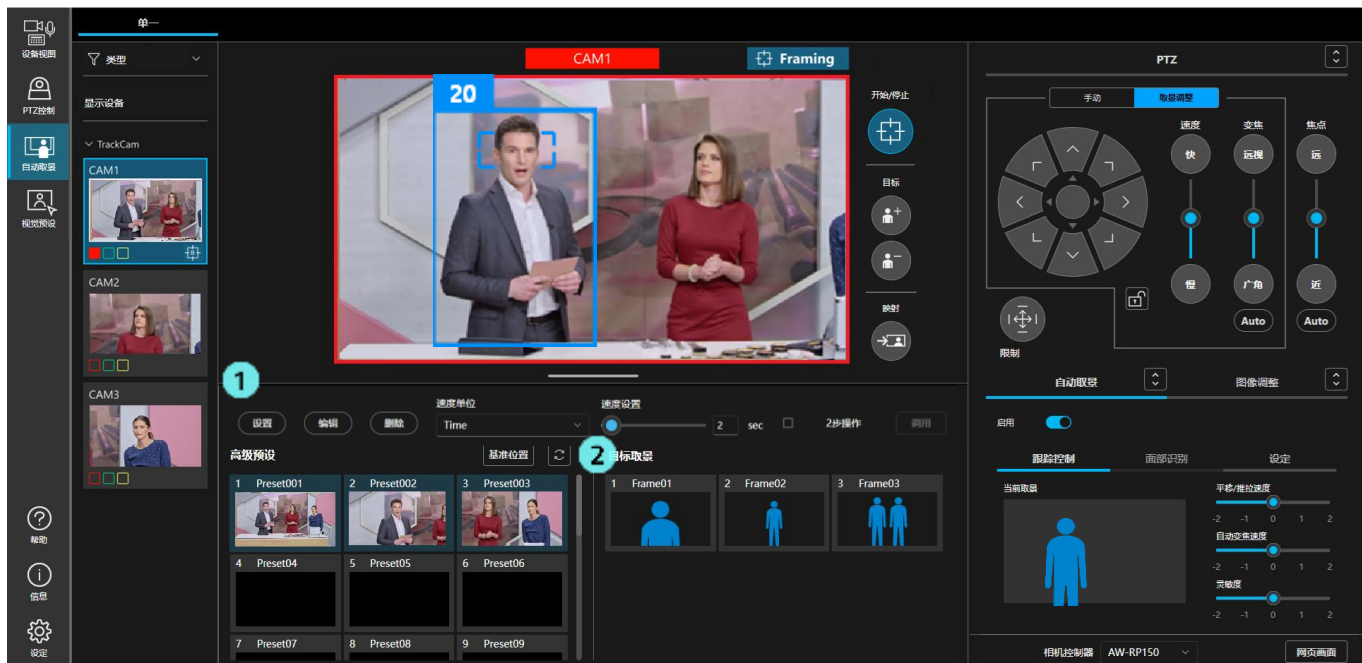 单一
设备视图
PTZ控制
自动取景
视觉预设
帮助
信息
设定
类型
显示设备
TrackCam
CAM1
CAM2
CAM3
CAM1
Framing
20
开始/停止
目标
映射
1
设置
编辑
删除
速度单位
Time
速度设置
2
sec
2步操作
调用
高级预设
基准位置
2
目标取景
1 Preset001
2 Preset002
3 Preset003
4 Preset04
5 Preset05
6 Preset06
7 Preset07
8 Preset08
9 Preset09
1 Frame01
2 Frame02
3 Frame03
PTZ
手动
取景调整
速度
变焦
焦点
快
远视
远
慢
广角
近
Auto
Auto
限制
自动取景
图像调整
启用
跟踪控制
面部识别
设定
当前取景
平移/推拉速度
-2 -1 0 1 2
自动变焦速度
-2 -1 0 1 2
灵敏度
-2 -1 0 1 2
相机控制器
AW-RP150
网页画面